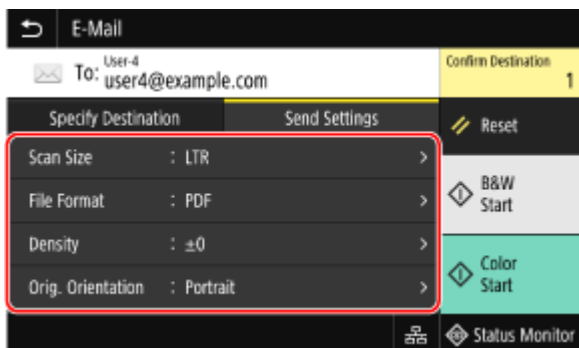 E-Mail
User-4
To: user4@example.com
Confirm Destination
1
Specify Destination
Send Settings
Reset
Scan Size : LTR
File Format : PDF
Density : ±0
Orig. Orientation : Portrait
B&W
Start
Color
Start
Status Monitor